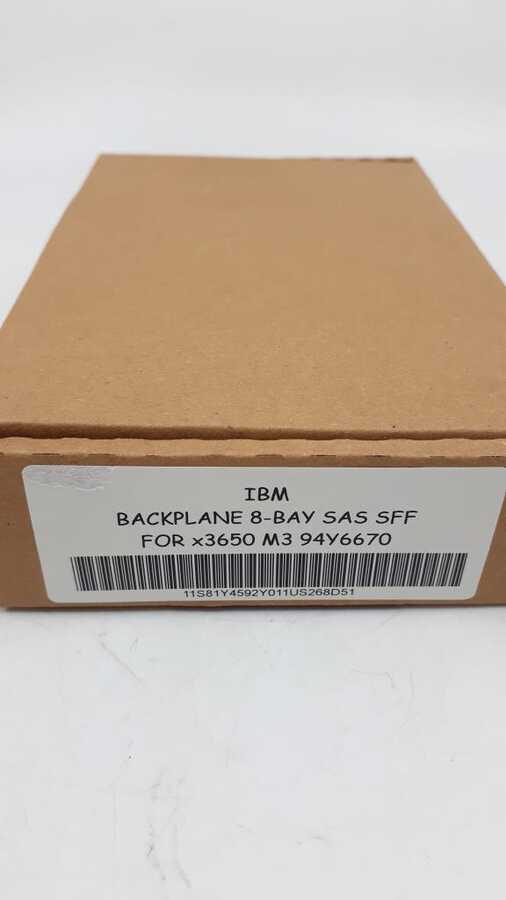 IBM
BACKPLANE 8-BAY SAS SFF
FOR x3650 M3 94Y6670
11S81Y4592Y011US268D51